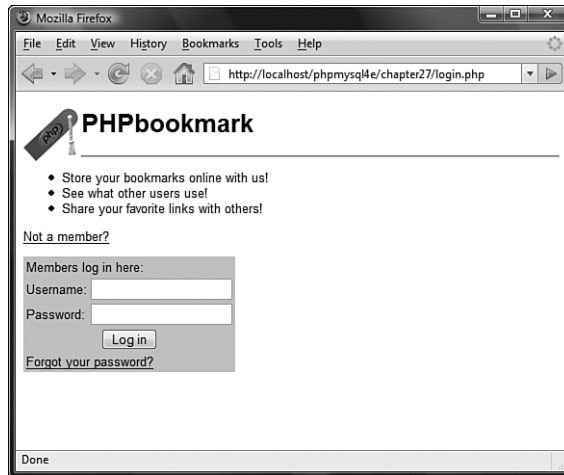 Mozilla Firefox
File Edit View History Bookmarks Tools Help
http://localhost/phpmysql4e/chapter27/login.php
php
PHPbookmark
Store your bookmarks online with us!
See what other users use!
Share your favorite links with others!
Not a member?
Members log in here:
Username:
Password:
Log in
Forgot your password?
Done